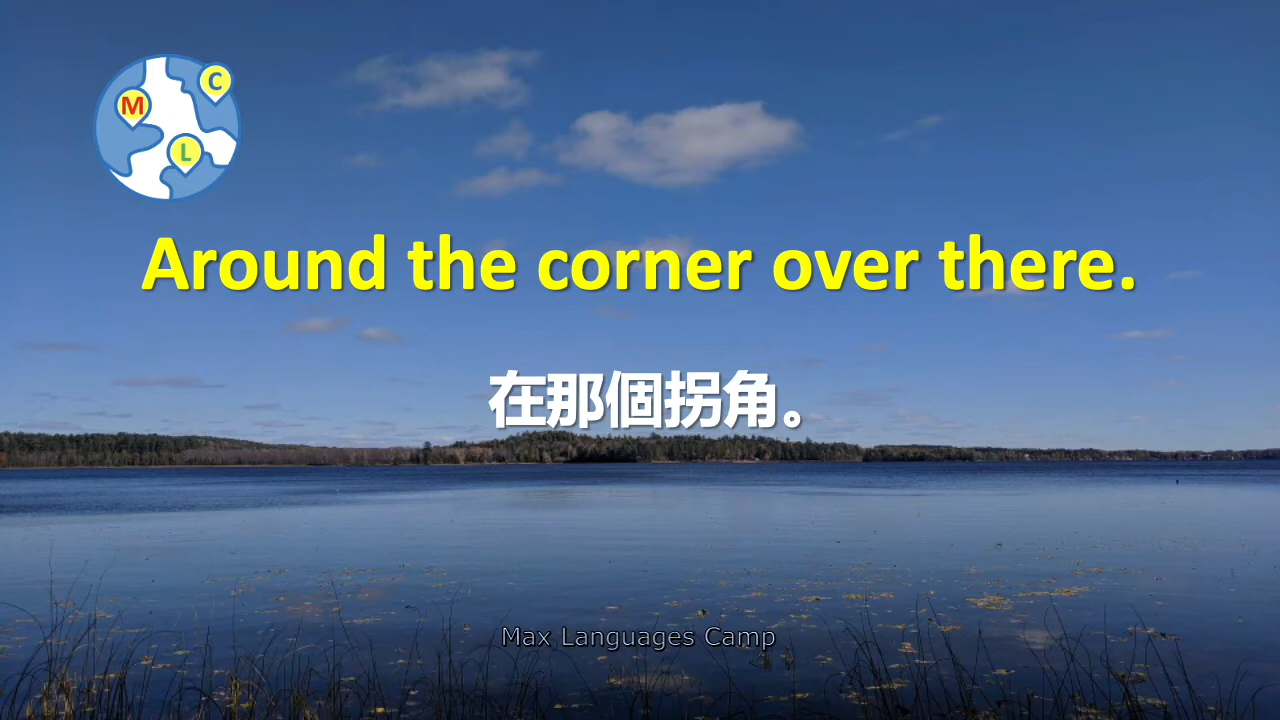 M
C
L
Around the corner over there.
在那個拐角。
Max Languages Camp